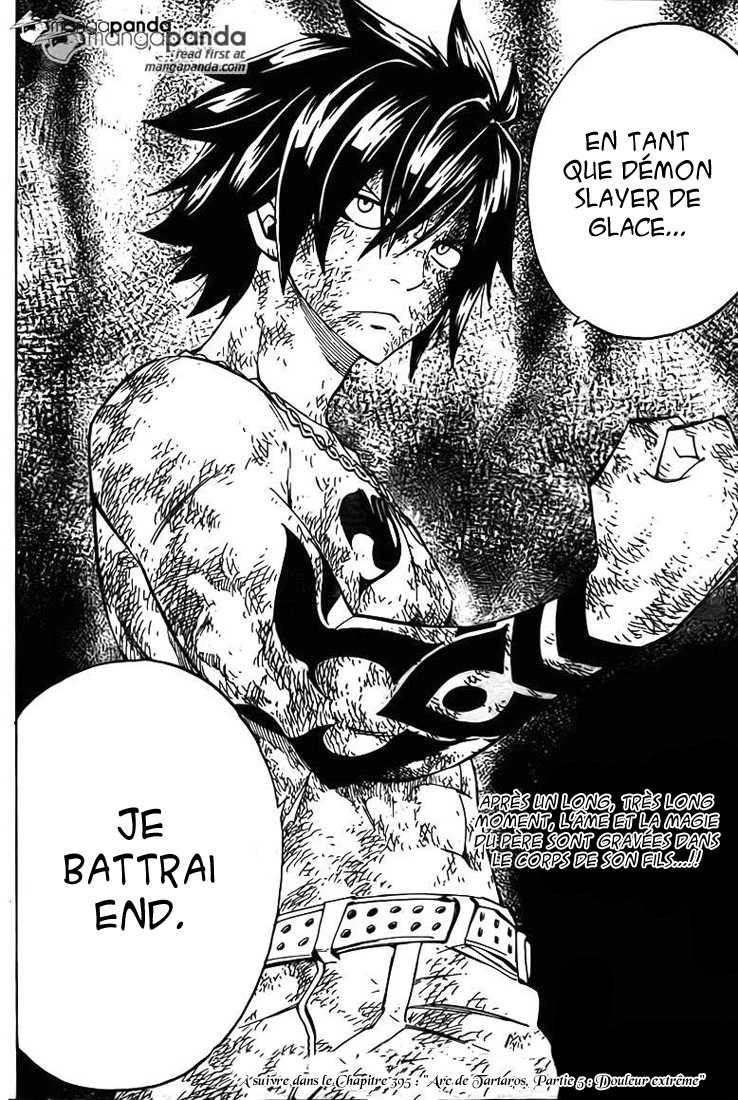 mangapanda
mangapanda
read first at
mangapanda.com
EN TANT
QUE DÉMON
SLAYER DE
GLACE...
APRÈS UN LONG, TRÈS LONG
MOMENT, L'ÂME ET LA MAGIE
DU PÈRE SONT GRAVÉES DANS
LE CORPS DE SON FILS...!!
JE
BATTRAI
END.
A suivre dans le Chapitre 395 : "Arc de Tartaros, Partie 5 : Douleur extrême"